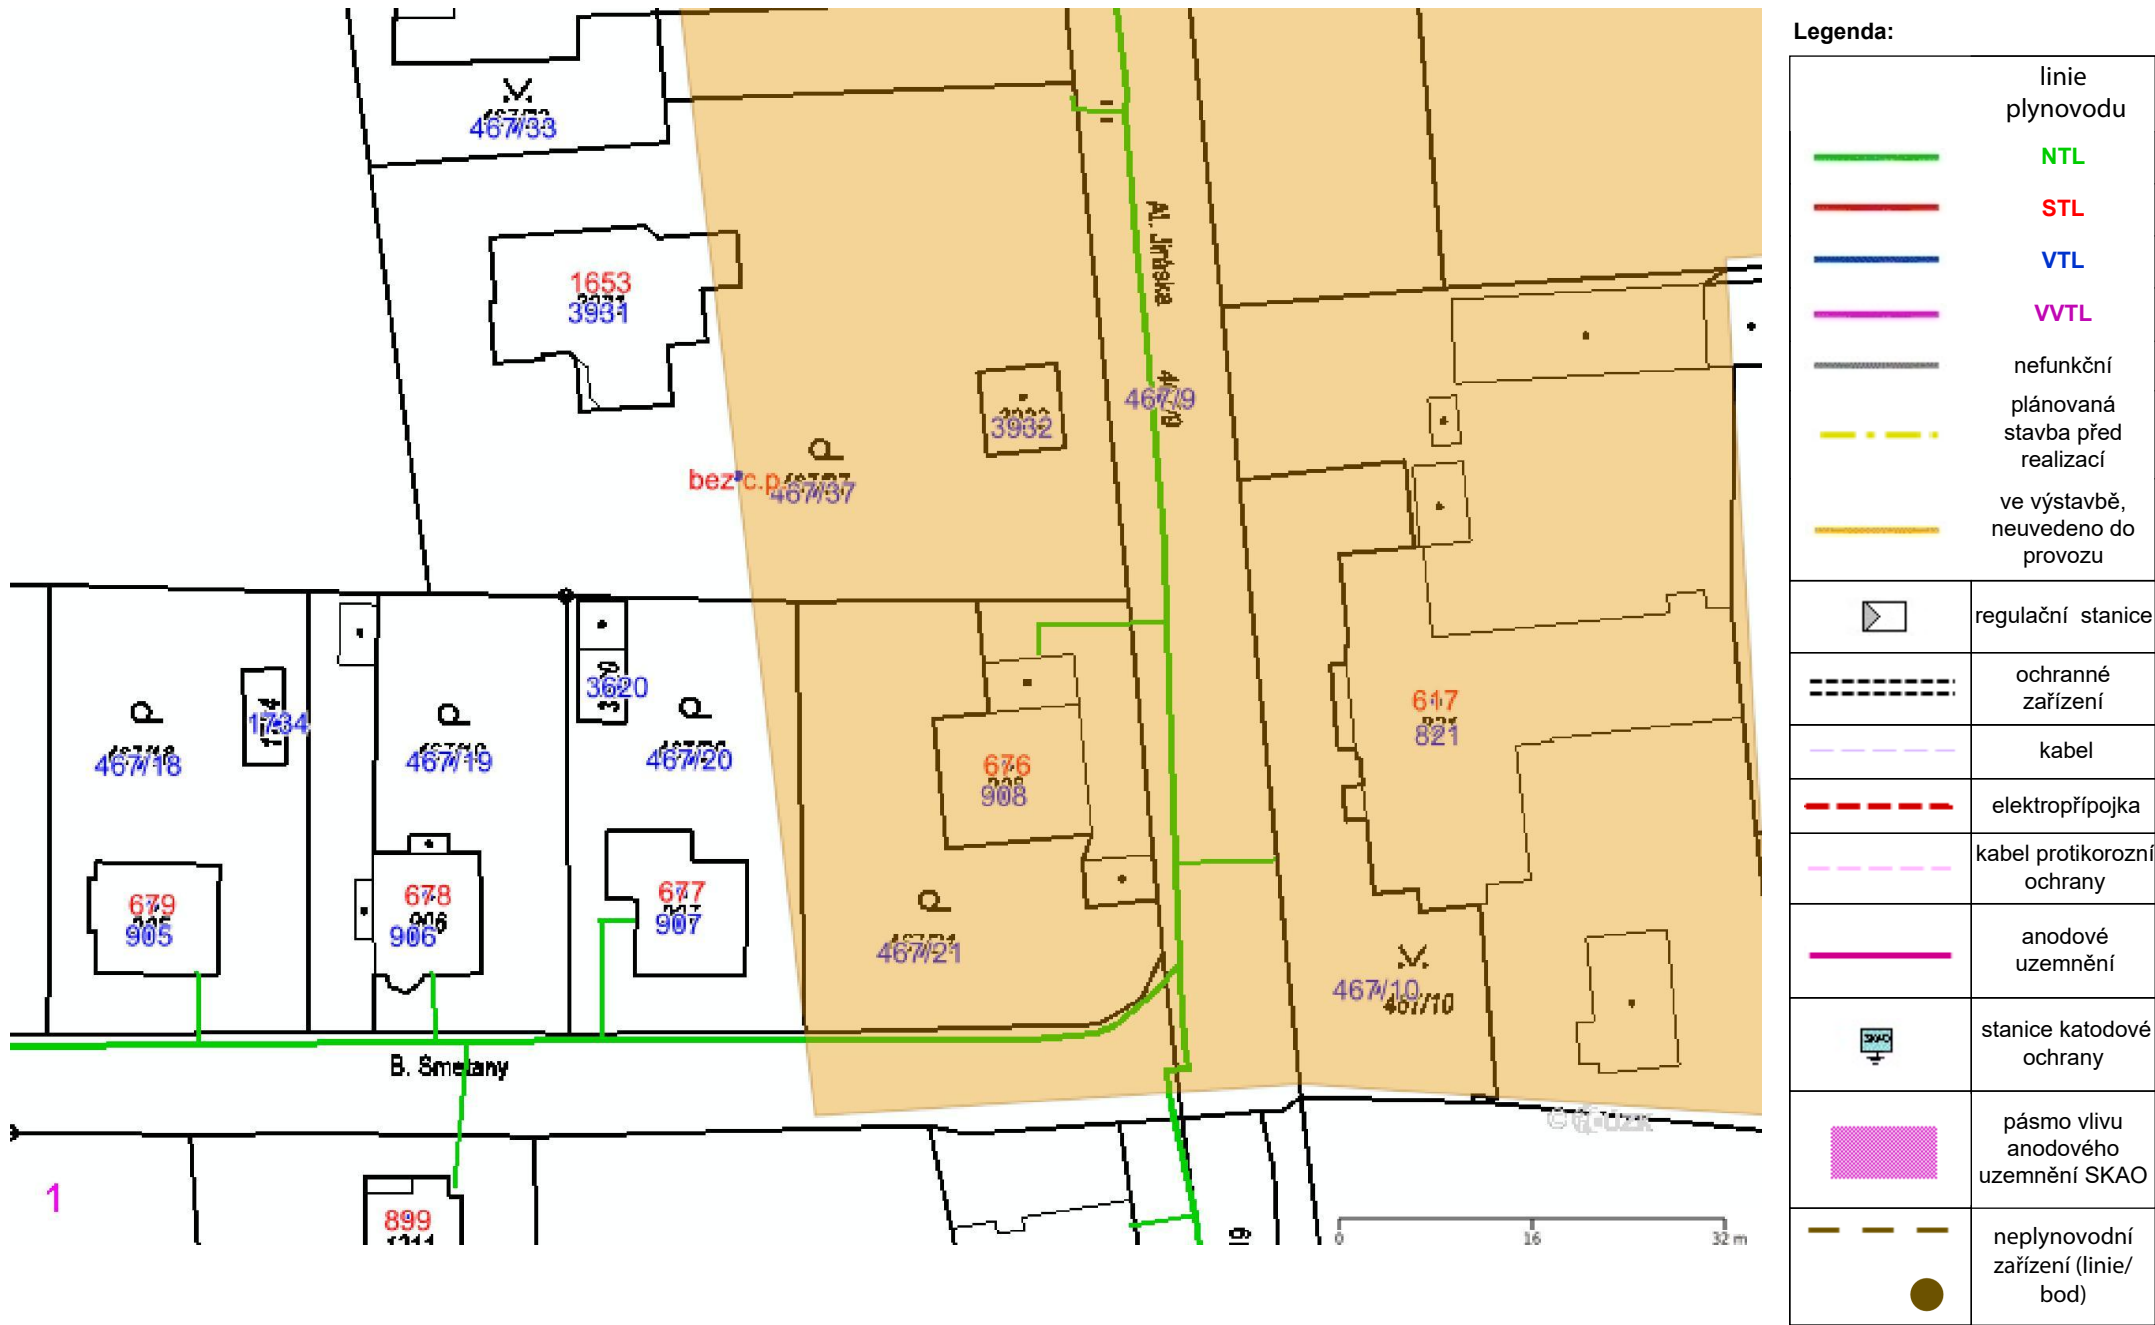 467/33
1653
3931
Al. Jiráska
467/9
3932
bez č.p.
467/37
3620
1734
467/18
467/19
467/20
617
821
676
908
679
905
678
906
677
907
467/21
467/10
467/10
B. Smetany
1
899
0 16 32 m
Legenda:
linie
plynovodu
NTL
STL
VTL
VVTL
nefunkční
plánovaná
stavba před
realizací
ve výstavbě,
neuvedeno do
provozu
regulační stanice
ochranné
zařízení
kabel
elektropřípojka
kabel protikorozní
ochrany
anodové
uzemnění
SKAO
stanice katodové
ochrany
pásmo vlivu
anodového
uzemnění SKAO
neplynovodní
zařízení (linie/
bod)